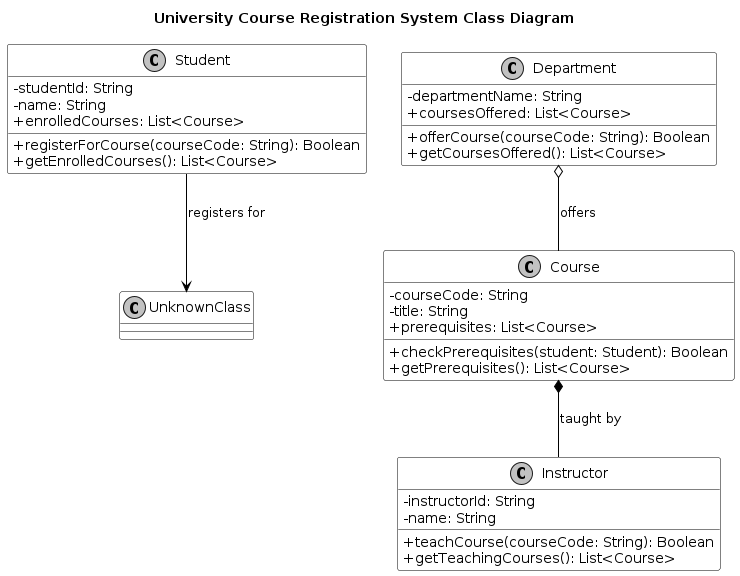 University Course Registration System Class Diagram
C Student
-studentId: String
-name: String
+enrolledCourses: List<Course>
+registerForCourse(courseCode: String): Boolean
+getEnrolledCourses(): List<Course>
C Department
-departmentName: String
+coursesOffered: List<Course>
+offerCourse(courseCode: String): Boolean
+getCoursesOffered(): List<Course>
registers for
offers
C UnknownClass
C Course
-courseCode: String
-title: String
+prerequisites: List<Course>
+checkPrerequisites(student: Student): Boolean
+getPrerequisites(): List<Course>
taught by
C Instructor
-instructorId: String
-name: String
+teachCourse(courseCode: String): Boolean
+getTeachingCourses(): List<Course>